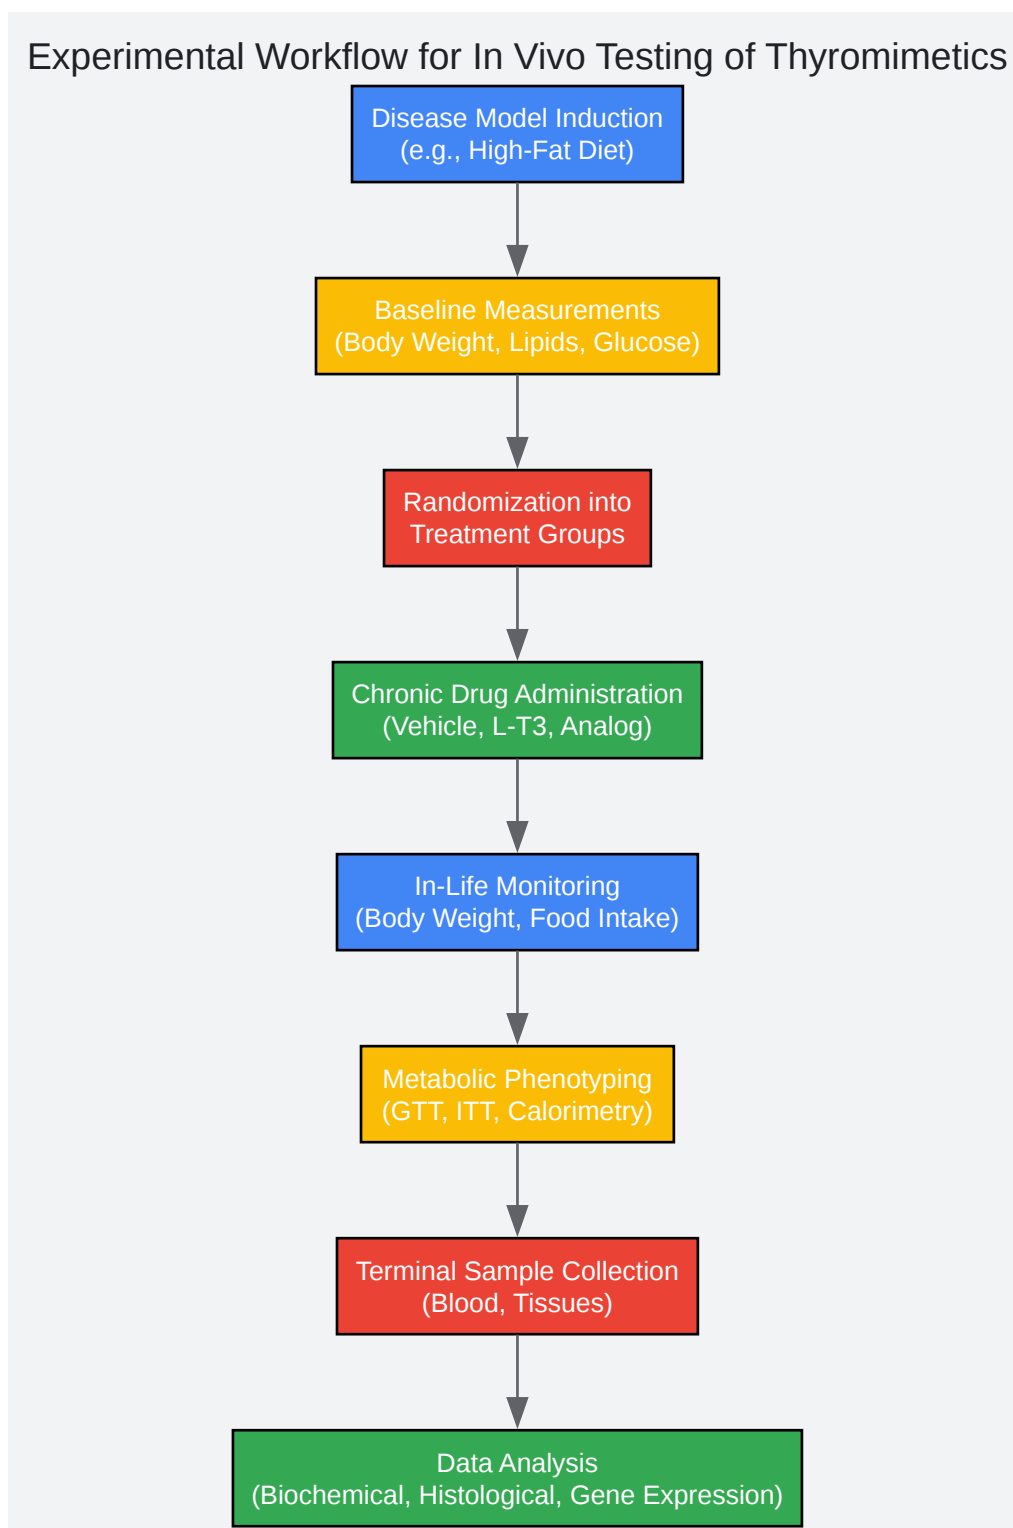 Experimental Workflow for In Vivo Testing of Thyromimetics
Disease Model Induction
(e.g., High-Fat Diet)
Baseline Measurements
(Body Weight, Lipids, Glucose)
Randomization into
Treatment Groups
Chronic Drug Administration
(Vehicle, L-T3, Analog)
In-Life Monitoring
(Body Weight, Food Intake)
Metabolic Phenotyping
(GTT, ITT, Calorimetry)
Terminal Sample Collection
(Blood, Tissues)
Data Analysis
(Biochemical, Histological, Gene Expression)